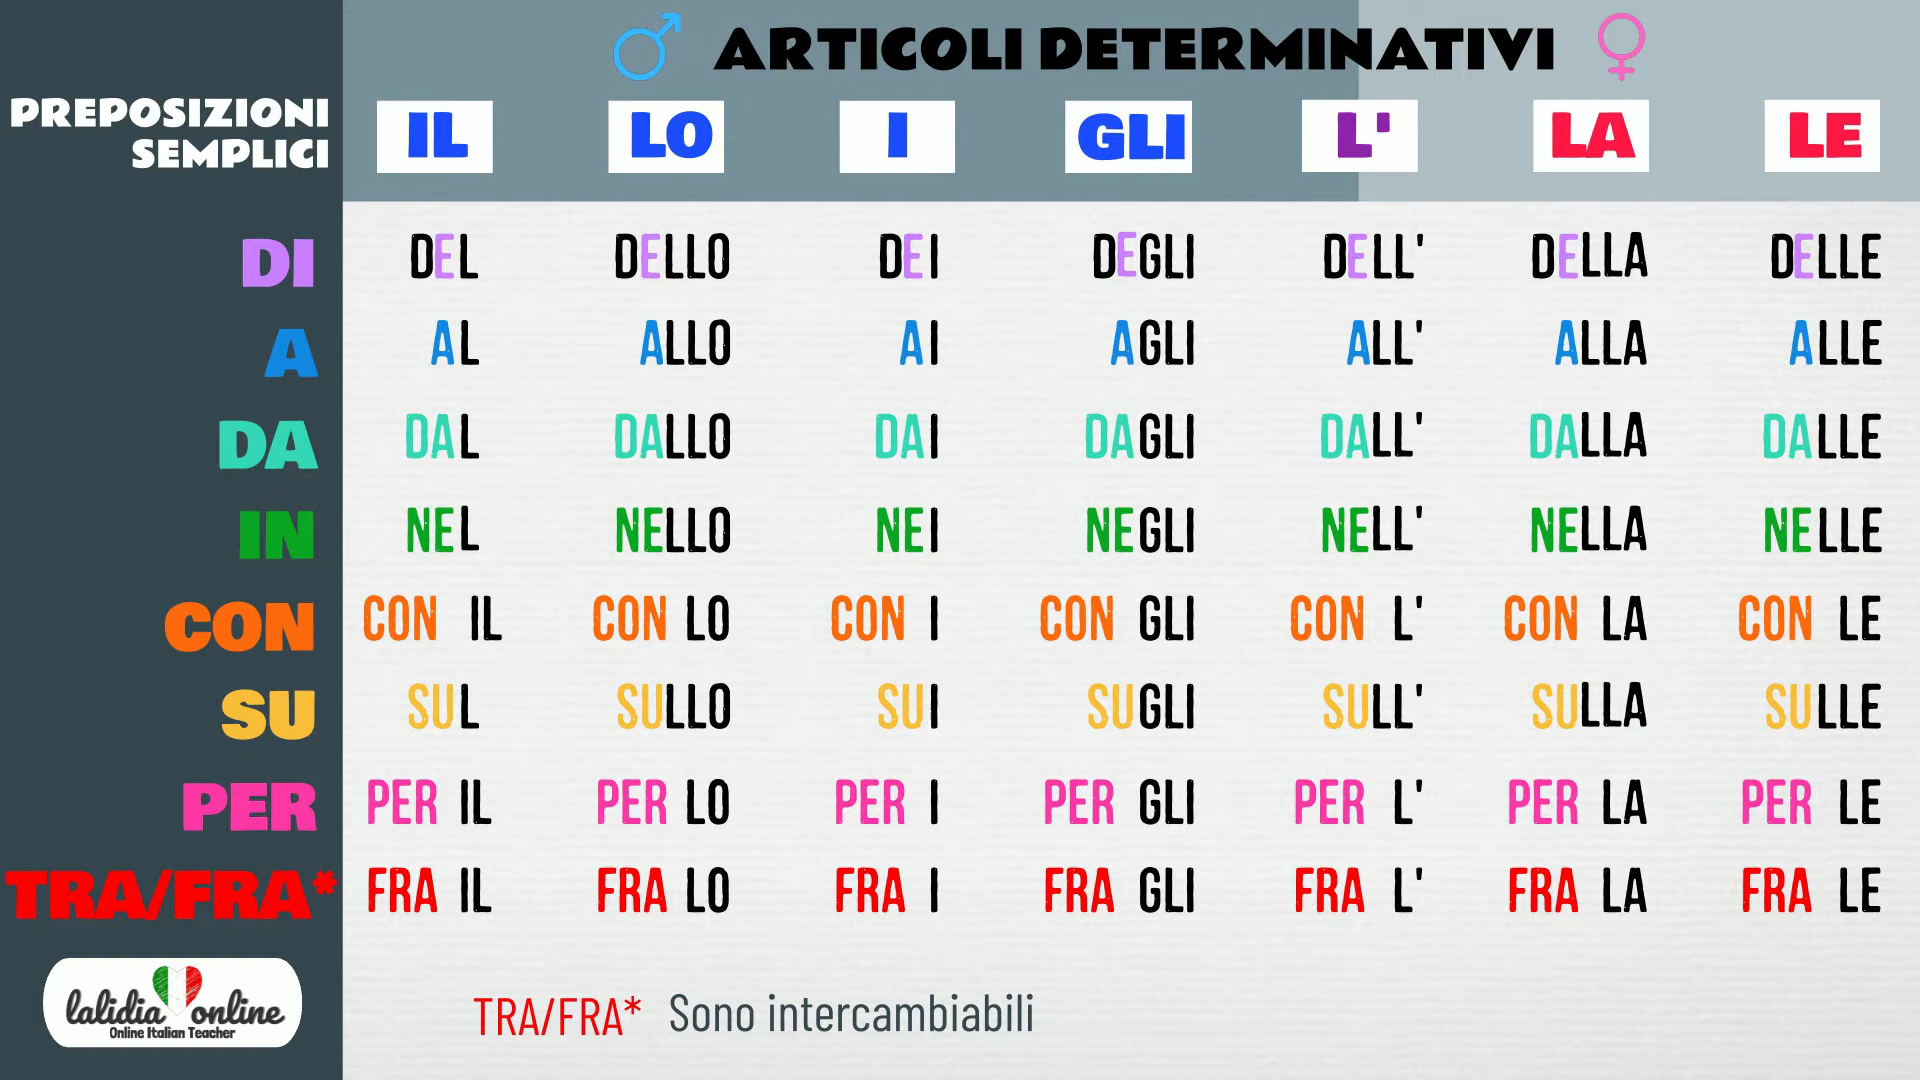 ARTICOLI DETERMINATIVI
PREPOSIZIONI
SEMPLICI
IL LO I GLI L' LA LE
DI DEL DELLO DEI DEGLI DELL' DELLA DELLE
A AL ALLO AI AGLI ALL' ALLA ALLE
DA DAL DALLO DAI DAGLI DALL' DALLA DALLE
IN NEL NELLO NEI NEGLI NELL' NELLA NELLE
CON CON IL CON LO CON I CON GLI CON L' CON LA CON LE
SU SUL SULLO SUI SUGLI SULL' SULLA SULLE
PER PER IL PER LO PER I PER GLI PER L' PER LA PER LE
TRA/FRA* FRA IL FRA LO FRA I FRA GLI FRA L' FRA LA FRA LE
lalidia online
Online Italian Teacher
TRA/FRA* Sono intercambiabili